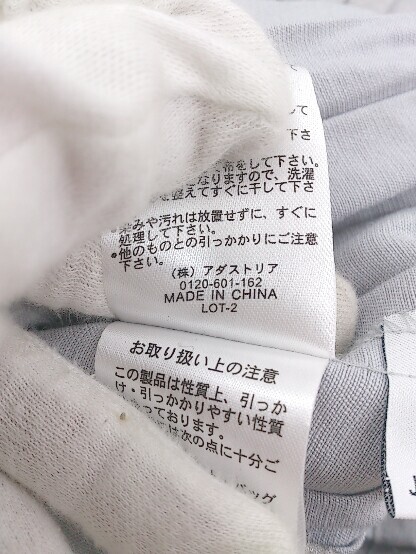 て
下さ
をして下さい。
なりますので、洗濯
えてすぐに干して下さ
みや汚れは放置せずに、すぐに
処理して下さい。
•他のものとの引っかかりにご注意
下さい。
(株) アダストリア
0120-601-162
MADE IN CHINA
LOT-2
お取り扱い上の注意
この製品は性質上、引っか
け・引っかかりやすい性質
っております。
は次の点に十分ご
バッグ
J